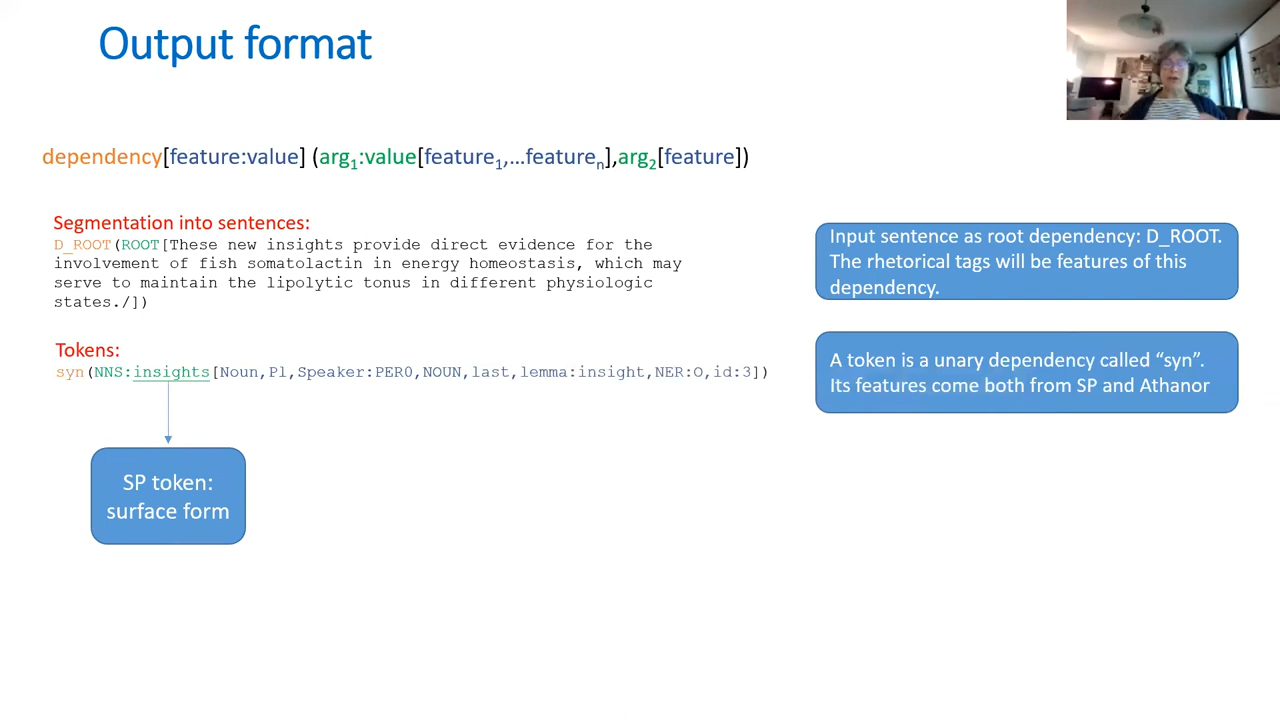 Output format
dependency[feature:value] (arg1:value[feature1,…featuren],arg2[feature])
Segmentation into sentences:
D_ROOT(ROOT[These new insights provide direct evidence for the
involvement of fish somatolactin in energy homeostasis, which may
serve to maintain the lipolytic tonus in different physiologic
states./])
Input sentence as root dependency: D_ROOT.
The rhetorical tags will be features of this
dependency.
Tokens:
syn(NNS:insights[Noun,Pl,Speaker:PER0,NOUN,last,lemma:insight,NER:O,id:3])
A token is a unary dependency called “syn”.
Its features come both from SP and Athanor
SP token:
surface form